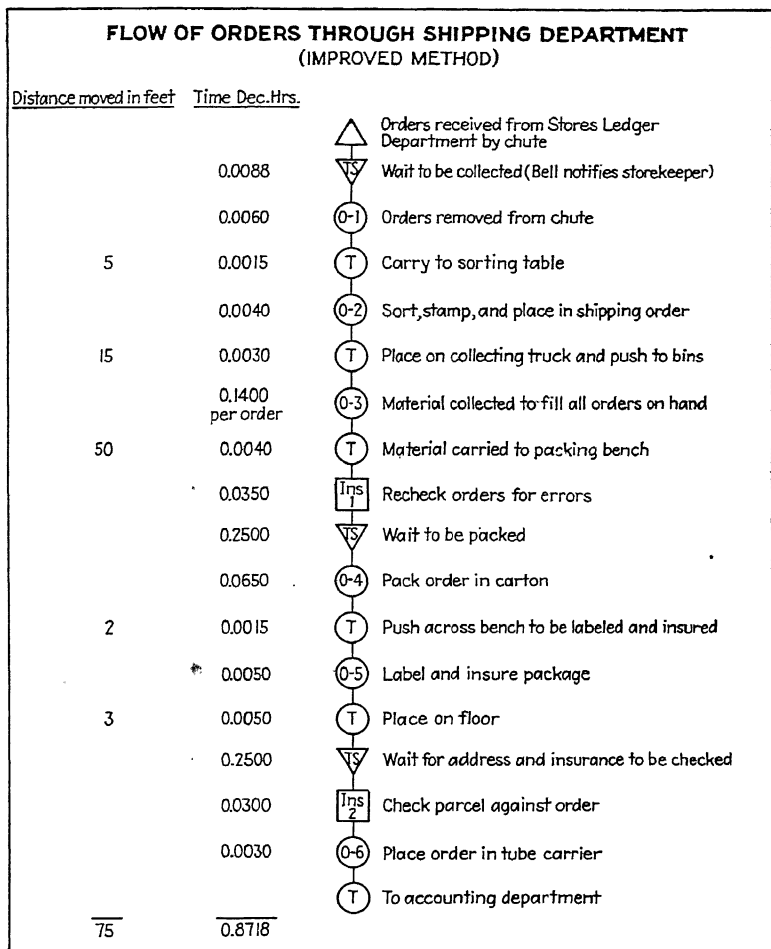 FLOW OF ORDERS THROUGH SHIPPING DEPARTMENT
(IMPROVED METHOD)
Distance moved in feet Time Dec.Hrs.
Orders received from Stores Ledger
Department by chute
0.0088 TS Wait to be collected (Bell notifies storekeeper)
0.0060 O-1 Orders removed from chute
5 0.0015 T Carry to sorting table
0.0040 O-2 Sort, stamp, and place in shipping order
15 0.0030 T Place on collecting truck and push to bins
0.1400
per order O-3 Material collected to fill all orders on hand
50 0.0040 T Material carried to packing bench
0.0350 Ins 1 Recheck orders for errors
0.2500 TS Wait to be packed
0.0650 O-4 Pack order in carton
2 0.0015 T Push across bench to be labeled and insured
0.0050 O-5 Label and insure package
3 0.0050 T Place on floor
0.2500 TS Wait for address and insurance to be checked
0.0300 Ins 2 Check parcel against order
0.0030 O-6 Place order in tube carrier
T To accounting department
75 0.8718